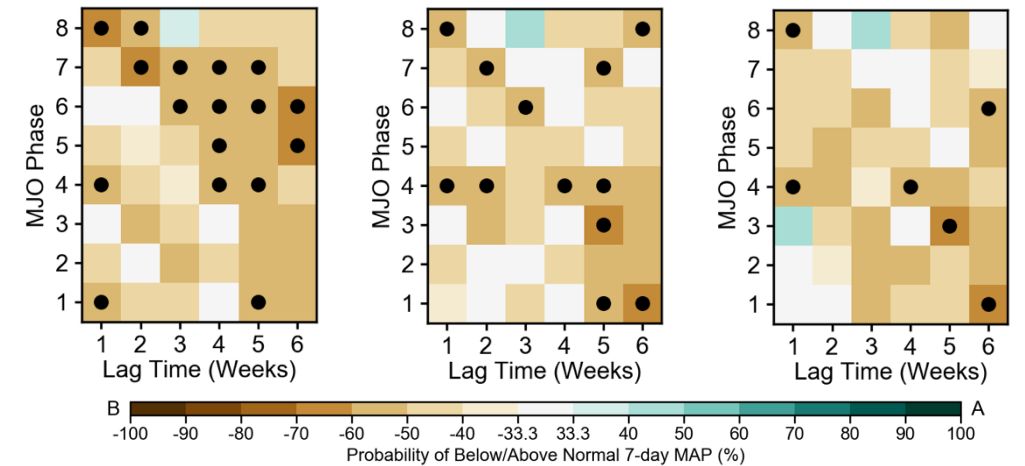 8
7
6
5
4
3
2
1
MJO Phase
1 2 3 4 5 6
Lag Time (Weeks)
8
7
6
5
4
3
2
1
MJO Phase
1 2 3 4 5 6
Lag Time (Weeks)
8
7
6
5
4
3
2
1
MJO Phase
1 2 3 4 5 6
Lag Time (Weeks)
B A
-100 -90 -80 -70 -60 -50 -40 -33.3 33.3 40 50 60 70 80 90 100
Probability of Below/Above Normal 7-day MAP (%)